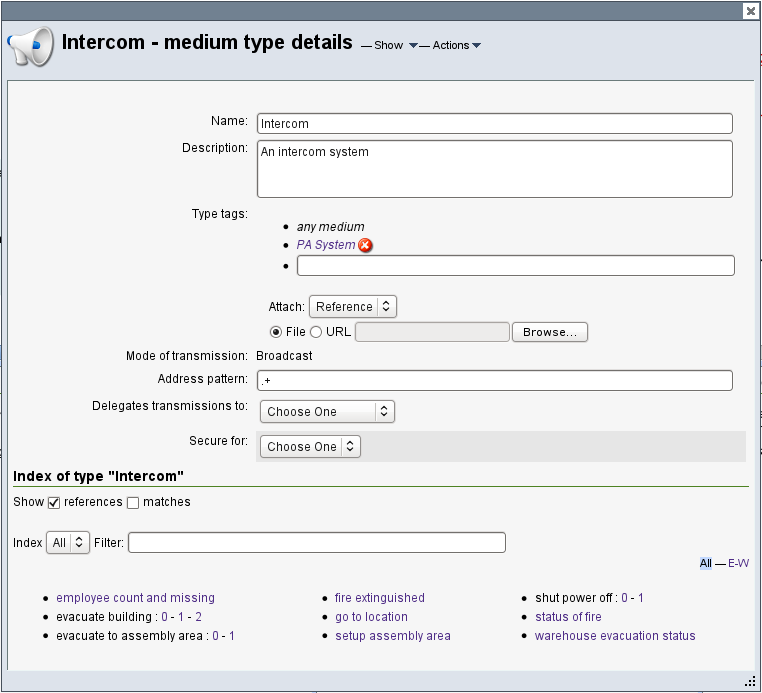 Intercom - medium type details — Show — Actions
Name: Intercom
Description: An intercom system
Type tags:
• any medium
• PA System
•
Attach: Reference
File URL Browse...
Mode of transmission: Broadcast
Address pattern: .+
Delegates transmissions to: Choose One
Secure for: Choose One
Index of type "Intercom"
Show references matches
Index All Filter:
All — E-W
• employee count and missing • fire extinguished • shut power off : 0 - 1
• evacuate building : 0 - 1 - 2 • go to location • status of fire
• evacuate to assembly area : 0 - 1 • setup assembly area • warehouse evacuation status